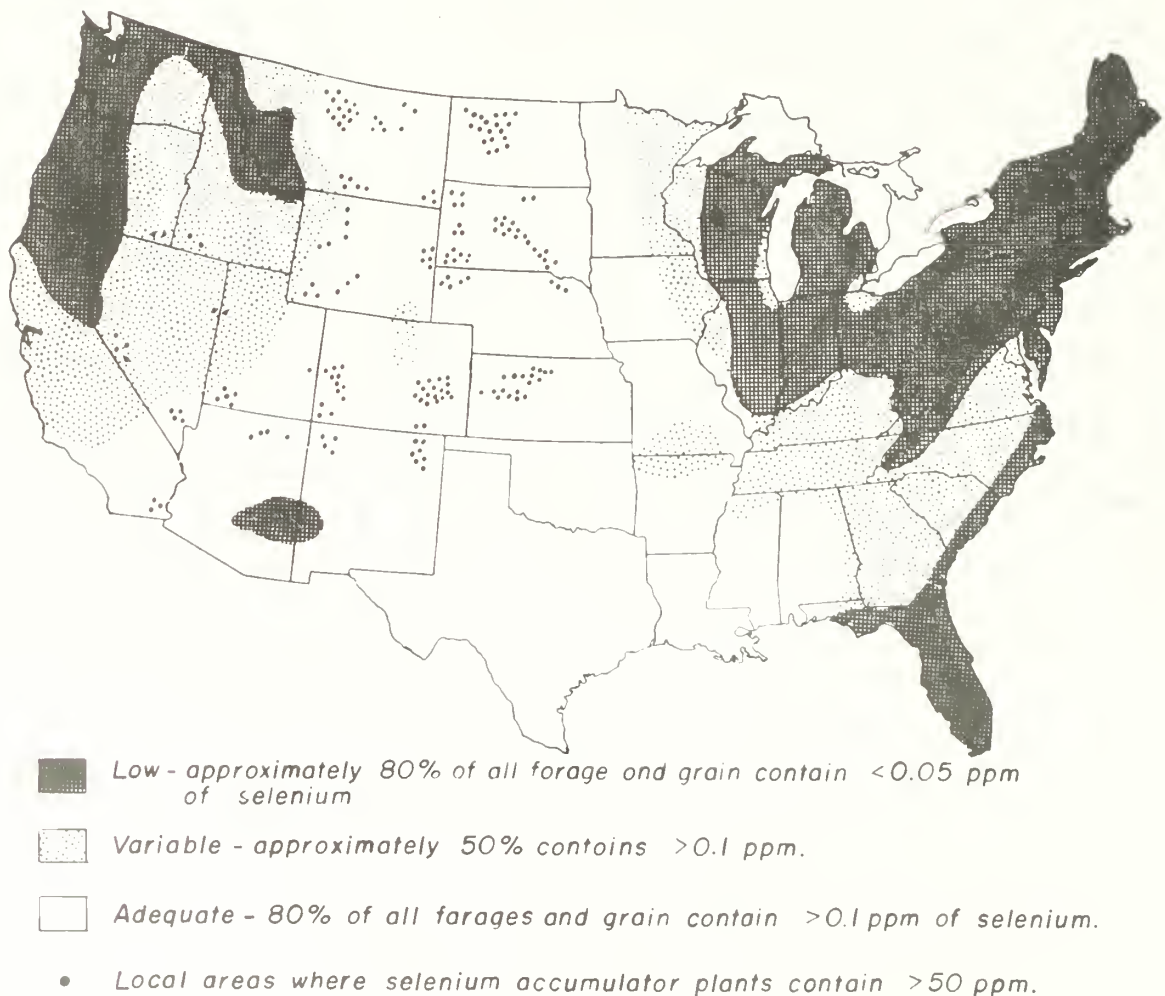 Low - approximately 80% of all forage ond grain contain <0.05 ppm
of selenium
Variable - approximately 50% contoins >0.1 ppm.
Adequate - 80% of all farages and grain contain >0.1 ppm of selenium.
Local areas where selenium accumulator plants contain >50 ppm.